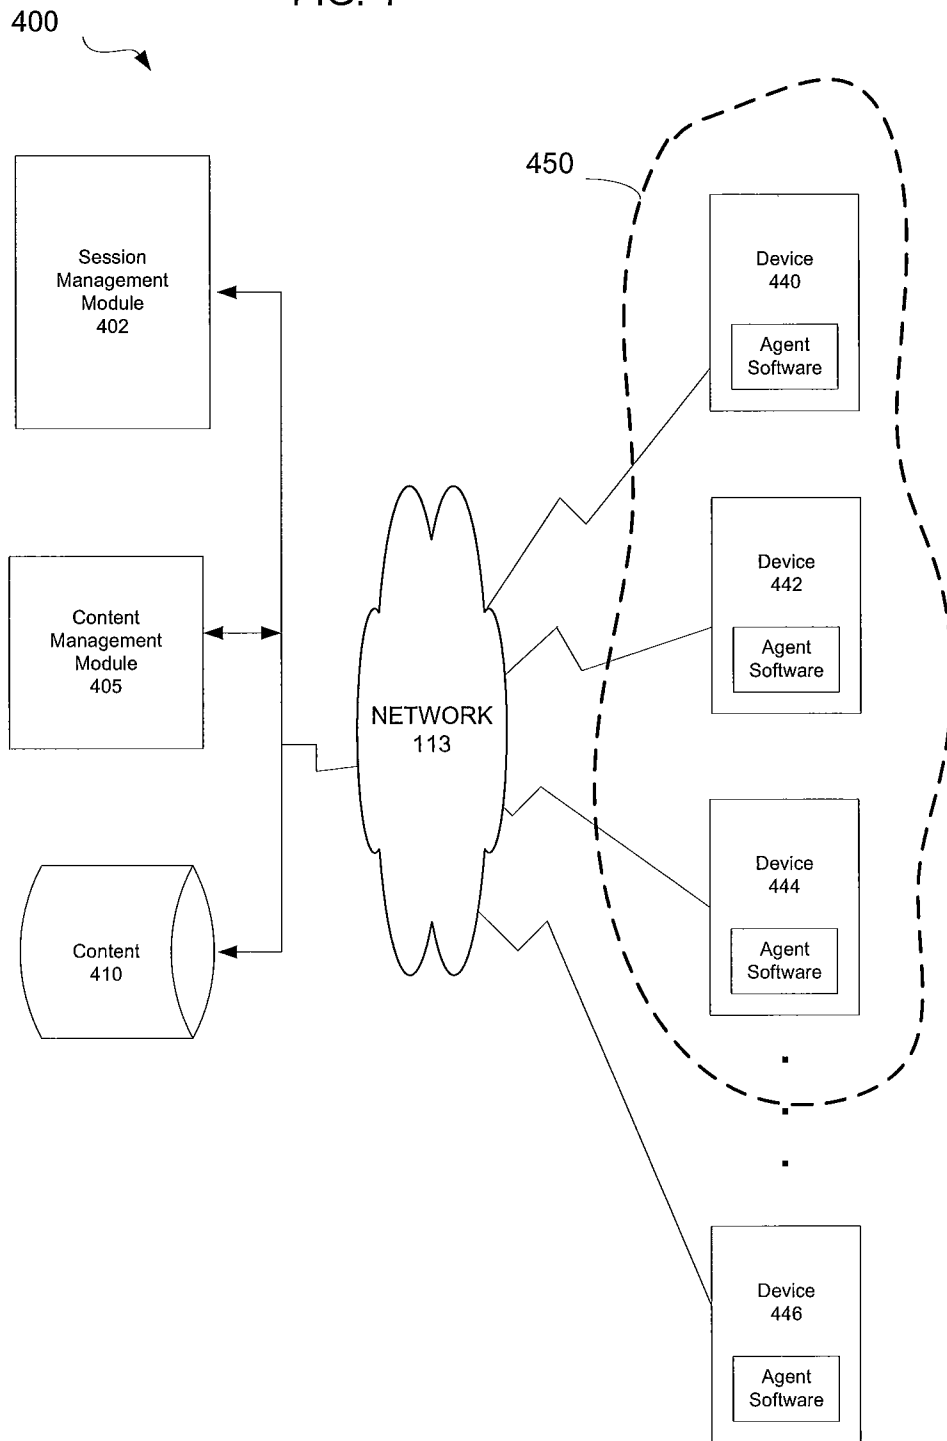 400
450
Session
Management
Module
402
Device
440
Agent
Software
Device
442
Agent
Software
Content
Management
Module
405
NETWORK
113
Device
444
Agent
Software
Content
410
Device
446
Agent
Software